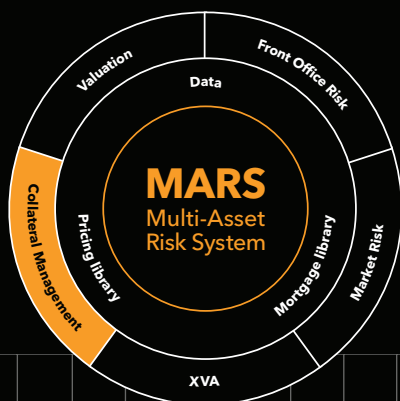 Valuation
Front Office Risk
Data
MARS
Multi-Asset
Risk System
Collateral Management
Pricing library
Mortgage library
Market Risk
XVA